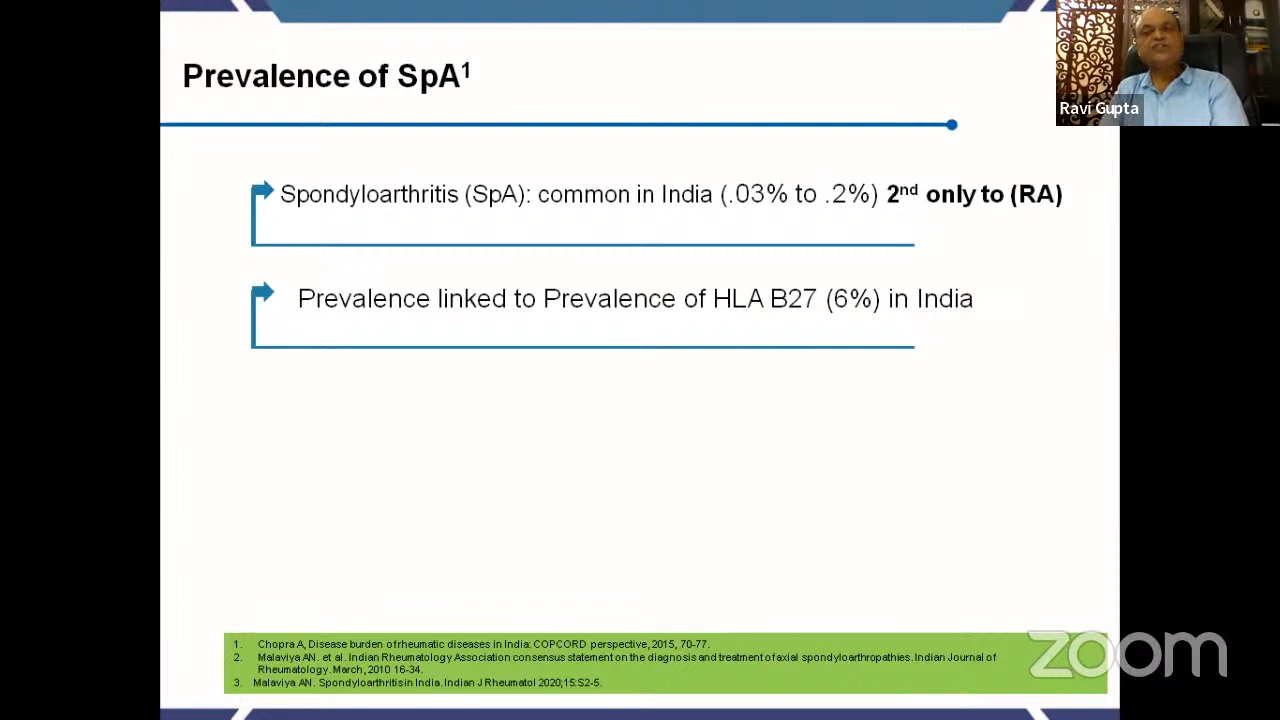 Prevalence of SpA1
Ravi Gupta
Spondyloarthritis (SpA): common in India (.03% to .2%) 2nd only to (RA)
Prevalence linked to Prevalence of HLA B27 (6%) in India
1. Chopra A, Disease burden of rheumatic diseases in India: COPCORD perspective, 2015, 70-77.
2. Malaviya AN. et al. Indian Rheumatology Association consensus statement on the diagnosis and treatment of axial spondyloarthropathies. Indian Journal of
Rheumatology. March, 2010 16-34.
3. Malaviya AN. Spondyloarthritis in India. Indian J Rheumatol 2020;15:S2-5.
zoom